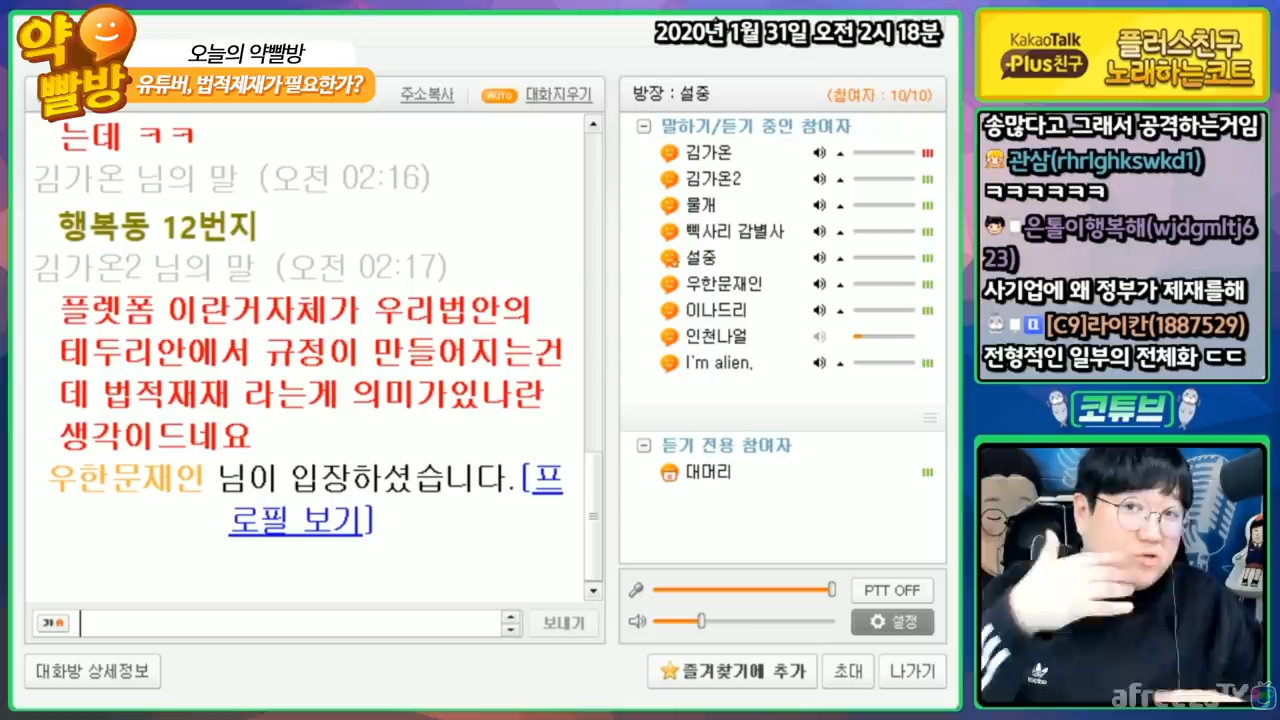 약빨방
오늘의 약빨방
유튜버, 법적제재가 필요한가?
2020년 1월 31일 오전 2시 18분
주소복사
AUTO
대화지우기
는데 ㅋㅋ
김가온 님의 말 (오전 02:16)
행복동 12번지
김가온2 님의 말 (오전 02:17)
플렛폼 이란거자체가 우리법안의
테두리안에서 규정이 만들어지는건
데 법적재재 라는게 의미가있나란
생각이드네요
우한문재인 님이 입장하셨습니다.[프
로필 보기]
가
보내기
대화방 상세정보
방장 : 설중
(참여자 : 10/10)
말하기/듣기 중인 참여자
김가온
김가온2
물개
삑사리 감별사
설중
우한문재인
이나드리
인천나얼
I'm alien,
듣기 전용 참여자
대머리
PTT OFF
설정
즐겨찾기에 추가
초대
나가기
KakaoTalk
Plus친구
플러스친구
노래하는코트
송많다고 그래서 공격하는거임
관삼(rhrlghkswkd1)
ㅋㅋㅋㅋㅋㅋ
은톨이행복해(wjdgmltj6
23)
사기업에 왜 정부가 제재를해
[C9]라이칸(1887529)
전형적인 일부의 전체화 ㄷㄷ
코튜브
adidas
afreecaTV